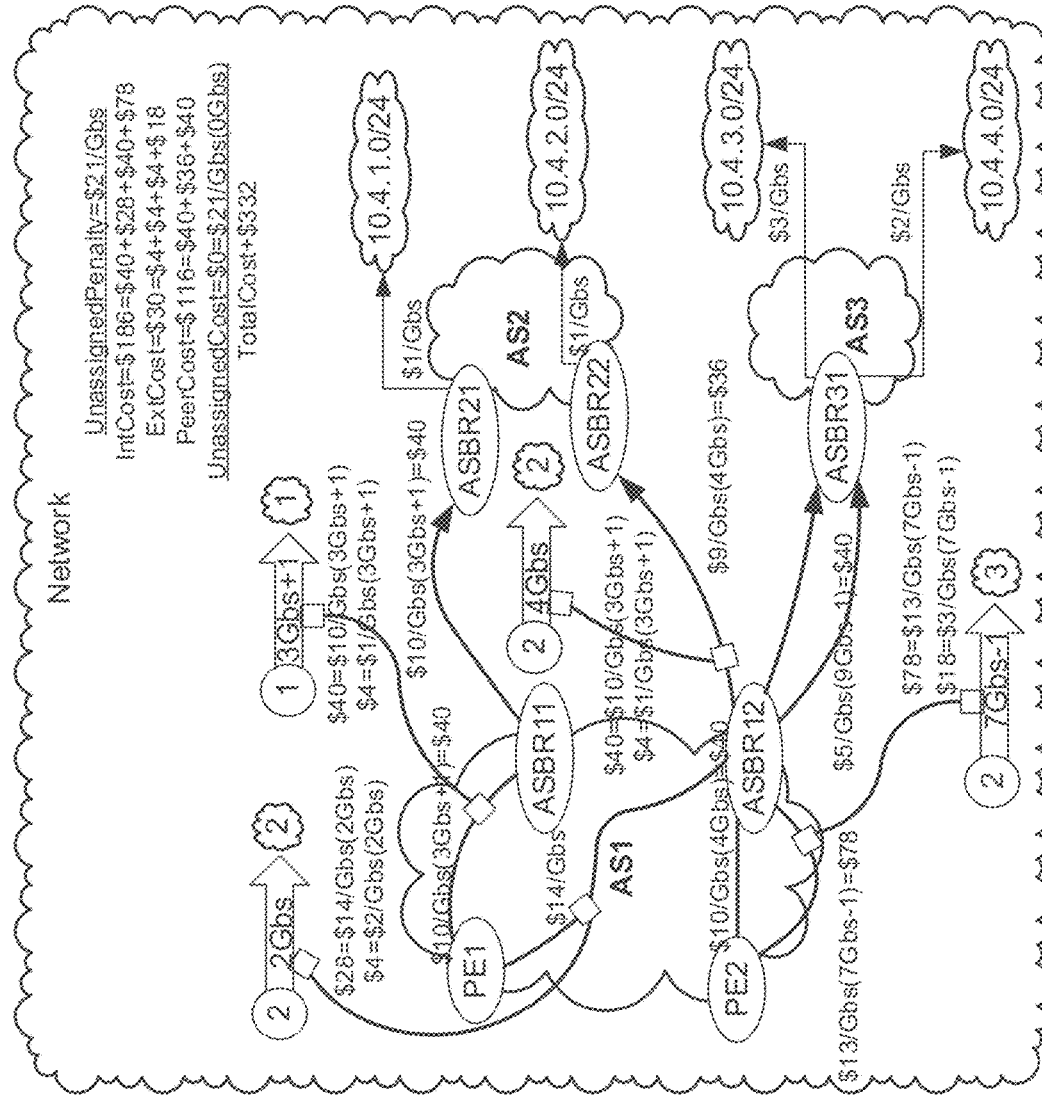 Network
UnassignedPenalty=$21/Gbs
IntCost=$186=$40+$28+$40+$78
ExtCost=$30=$4+$4+$4+$18
PeerCost=$116=$40+$36+$40
UnassignedCost=$0=$21/Gbs(0Gbs)
TotalCost+$332
2
2Gbs
2
$28=$14/Gbs(2Gbs)
$4=$2/Gbs(2Gbs)
1
3Gbs+1
1
$40=$10/Gbs(3Gbs+1)
$4=$1/Gbs(3Gbs+1)
$10/Gbs(3Gbs+1)=$40
$10/Gbs(3Gbs+1)=$40
PE1
ASBR11
ASBR21
$1/Gbs
10.4.1.0/24
$14/Gbs
AS1
2
4Gbs
2
$40=$10/Gbs(3Gbs+1)
$4=$1/Gbs(3Gbs+1)
AS2
ASBR22
$1/Gbs
10.4.2.0/24
$10/Gbs(4Gbs)=$40
$9/Gbs(4Gbs)=$36
PE2
ASBR12
ASBR31
AS3
$3/Gbs
10.4.3.0/24
$2/Gbs
10.4.4.0/24
$13/Gbs(7Gbs-1)=$78
$5/Gbs(9Gbs-1)=$40
$78=$13/Gbs(7Gbs-1)
$18=$3/Gbs(7Gbs-1)
2
7Gbs-1
3